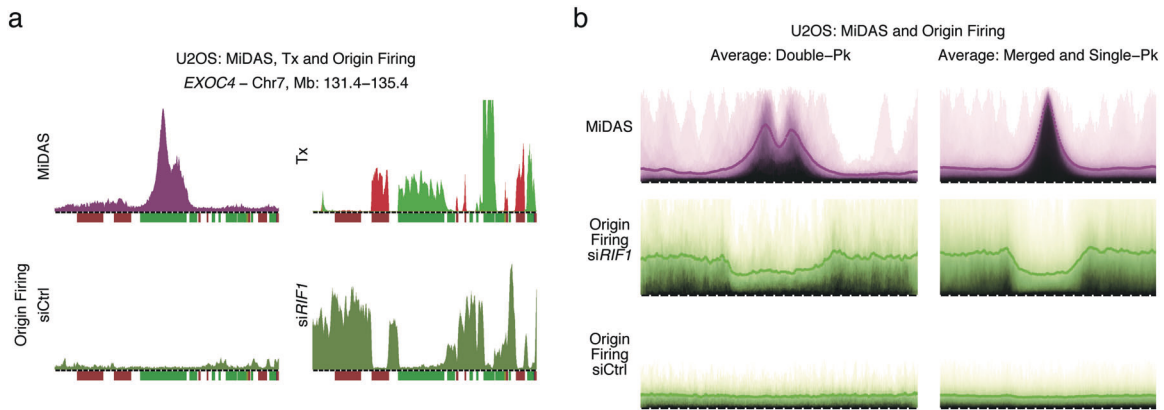 a
U2OS: MiDAS, Tx and Origin Firing
EXOC4 – Chr7, Mb: 131.4–135.4
MiDAS
Tx
Origin Firing
siCtrl
siRIF1
b
U2OS: MiDAS and Origin Firing
Average: Double–Pk
Average: Merged and Single–Pk
MiDAS
Origin
Firing
siRIF1
Origin
Firing
siCtrl